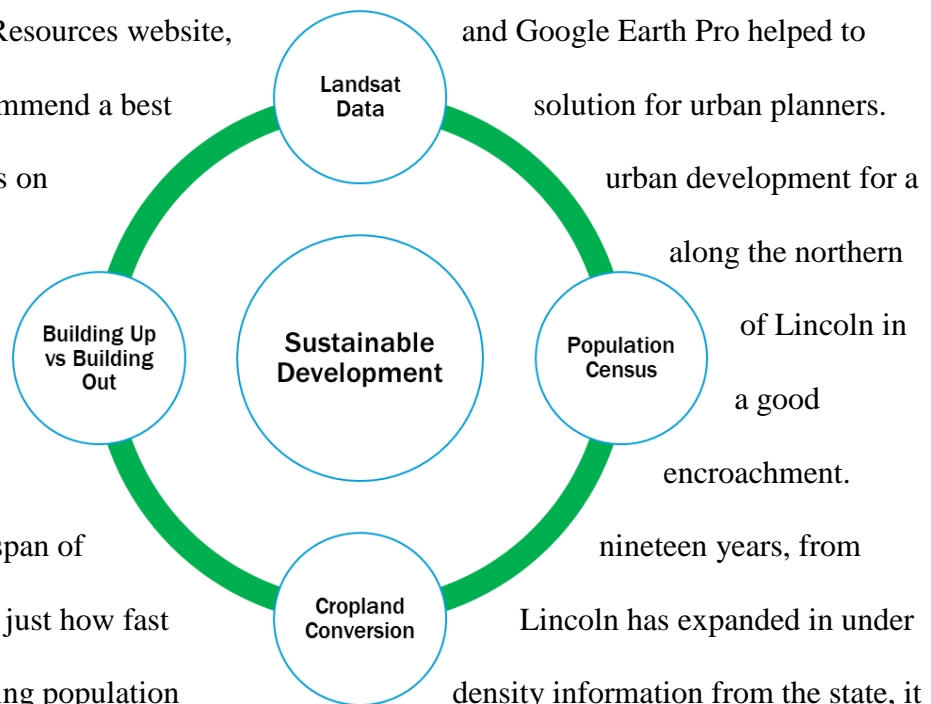 Resources website, and Google Earth Pro helped to
Landsat
Data
mmend a best solution for urban planners.
s on urban development for a
along the northern
Building Up
vs Building
Out
Sustainable
Development
Population
Census
of Lincoln in
a good
encroachment.
span of nineteen years, from
Cropland
Conversion
just how fast Lincoln has expanded in under
ing population density information from the state, it